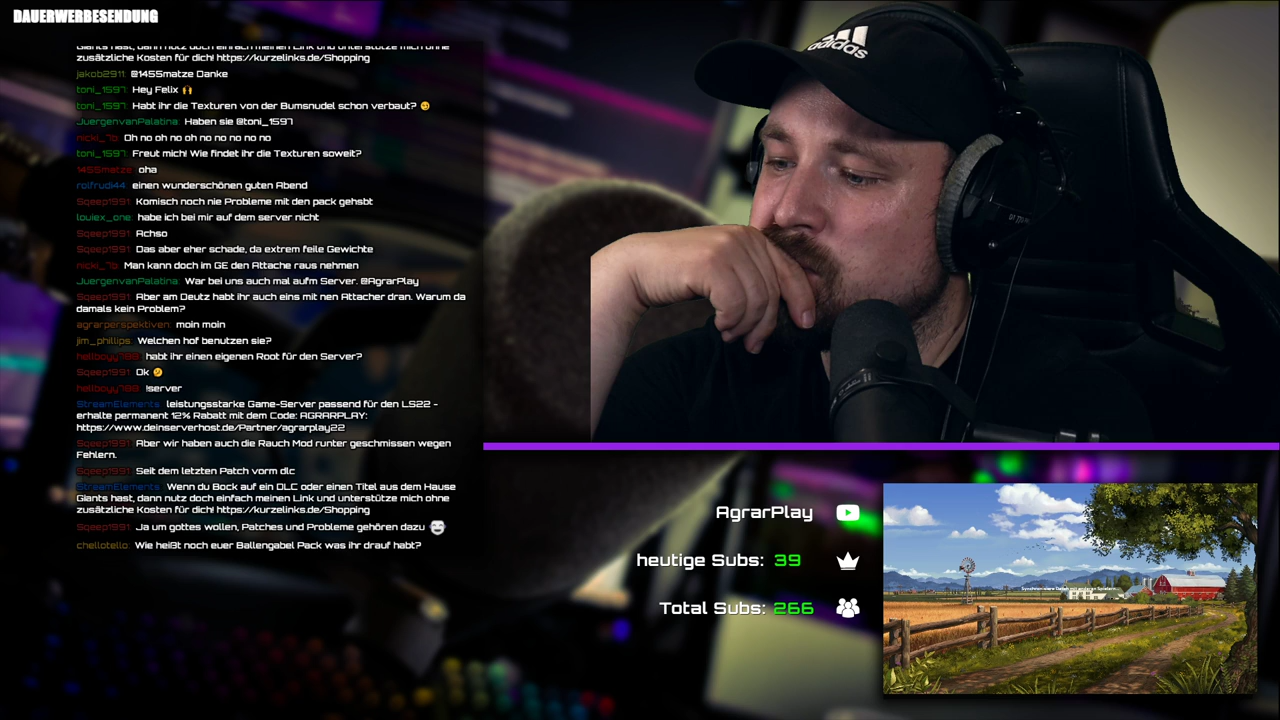 DAUERWERBESENDUNG
Giants hast, dann nutz doch einfach meinen Link und unterstütze mich ohne
zusätzliche Kosten für dich! https://kurzelinks.de/Shopping
jakob2911: @1455matze Danke
toni_1597: Hey Felix 🙌
toni_1597: Habt ihr die Texturen von der Bumsnudel schon verbaut? 😏
JuergenvanPalatina: Haben sie @toni_1597
nicki_7b: Oh no oh no oh no no no no no
toni_1597: Freut mich! Wie findet ihr die Texturen soweit?
1455matze: oha
rolfrudi44: einen wunderschönen guten Abend
Sqeep1991: Komisch noch nie Probleme mit den pack gehsbt
louiex_one: habe ich bei mir auf dem server nicht
Sqeep1991: Achso
Sqeep1991: Das aber eher schade, da extrem feile Gewichte
nicki_7b: Man kann doch im GE den Attache raus nehmen
JuergenvanPalatina: War bei uns auch mal aufm Server. @AgrarPlay
Sqeep1991: Aber am Deutz habt ihr auch eins mit nen Attacher dran. Warum da
damals kein Problem?
agrarperspektiven: moin moin
jim_phillips: Welchen hof benutzen sie?
hellboyy788: habt ihr einen eigenen Root für den Server?
Sqeep1991: Ok 🤔
hellboyy788: !server
StreamElements: leistungsstarke Game-Server passend für den LS22 -
erhalte permanent 12% Rabatt mit dem Code: AGRARPLAY:
https://www.deinserverhost.de/Partner/agrarplay22
Sqeep1991: Aber wir haben auch die Rauch Mod runter geschmissen wegen
Fehlern.
Sqeep1991: Seit dem letzten Patch vorm dlc
StreamElements: Wenn du Bock auf ein DLC oder einen Titel aus dem Hause
Giants hast, dann nutz doch einfach meinen Link und unterstütze mich ohne
zusätzliche Kosten für dich! https://kurzelinks.de/Shopping
Sqeep1991: Ja um gottes wollen, Patches und Probleme gehören dazu
chellotello: Wie heißt noch euer Ballengabel Pack was ihr drauf habt?
adidas
AgrarPlay
heutige Subs: 39
Total Subs: 266